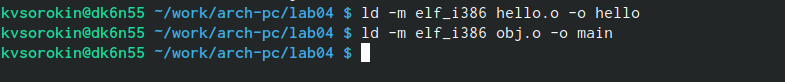 kvsorokin@dk6n55 ~/work/arch-pc/lab04 $ ld -m elf_i386 hello.o -o hello
kvsorokin@dk6n55 ~/work/arch-pc/lab04 $ ld -m elf_i386 obj.o -o main
kvsorokin@dk6n55 ~/work/arch-pc/lab04 $